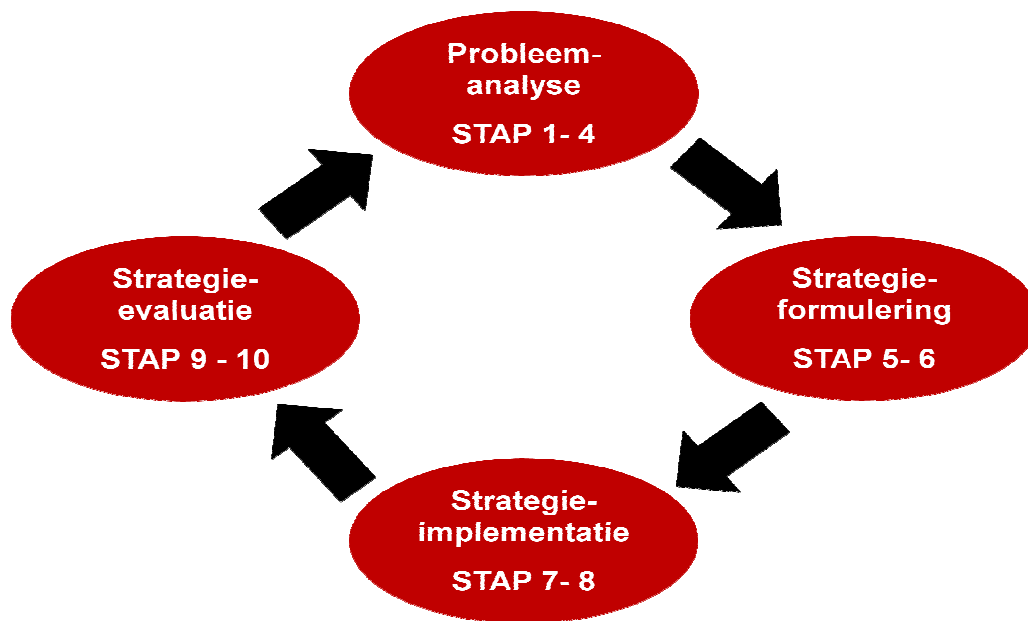 Probleem-
analyse
STAP 1- 4
Strategie-
formulering
STAP 5- 6
Strategie-
implementatie
STAP 7- 8
Strategie-
evaluatie
STAP 9 - 10